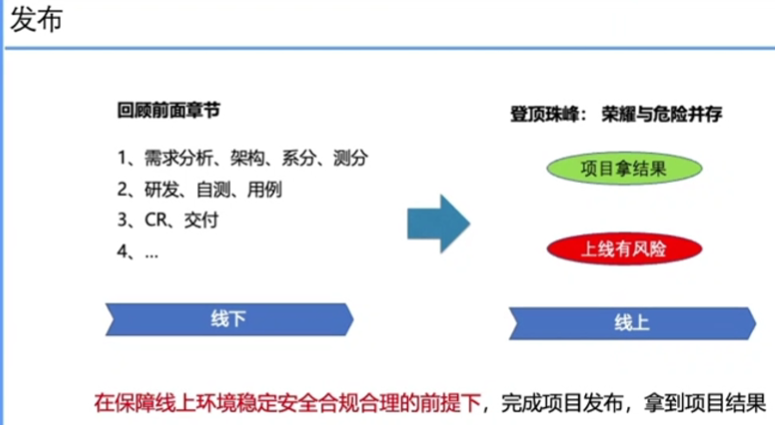 发布
回顾前面章节
1、需求分析、架构、系分、测分
2、研发、自测、用例
3、CR、交付
4、...
线下
登顶珠峰： 荣耀与危险并存
项目拿结果
上线有风险
线上
在保障线上环境稳定安全合规合理的前提下，完成项目发布，拿到项目结果